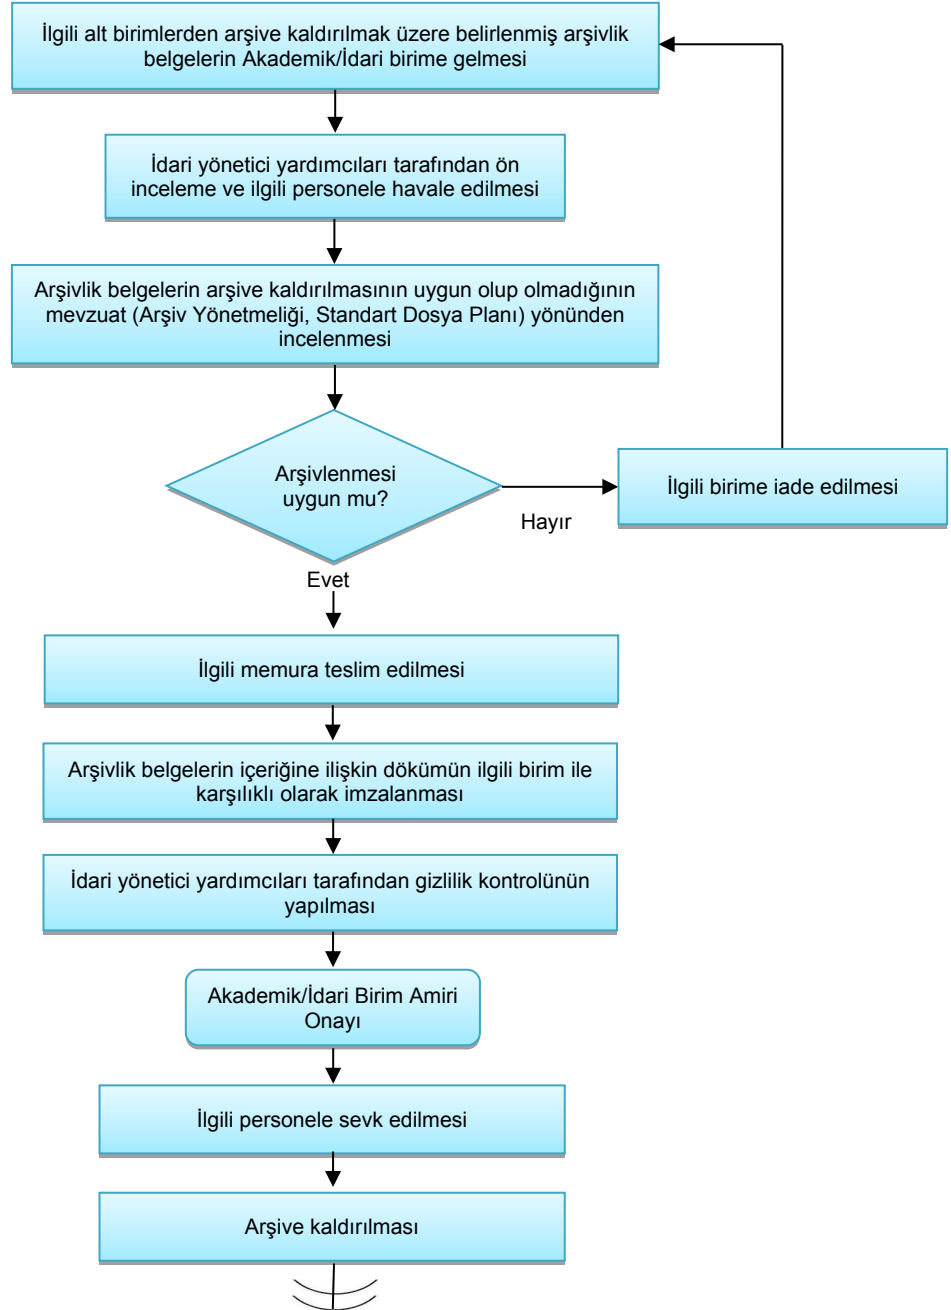 İlgili alt birimlerden arşive kaldırılmak üzere belirlenmiş arşivlik
belgelerin Akademik/İdari birime gelmesi
İdari yönetici yardımcıları tarafından ön
inceleme ve ilgili personele havale edilmesi
Arşivlik belgelerin arşive kaldırılmasının uygun olup olmadığının
mevzuat (Arşiv Yönetmeliği, Standart Dosya Planı) yönünden
incelenmesi
Arşivlenmesi
uygun mu?
İlgili birime iade edilmesi
Hayır
Evet
İlgili memura teslim edilmesi
Arşivlik belgelerin içeriğine ilişkin dökümün ilgili birim ile
karşılıklı olarak imzalanması
İdari yönetici yardımcıları tarafından gizlilik kontrolünün
yapılması
Akademik/İdari Birim Amiri
Onayı
İlgili personele sevk edilmesi
Arşive kaldırılması